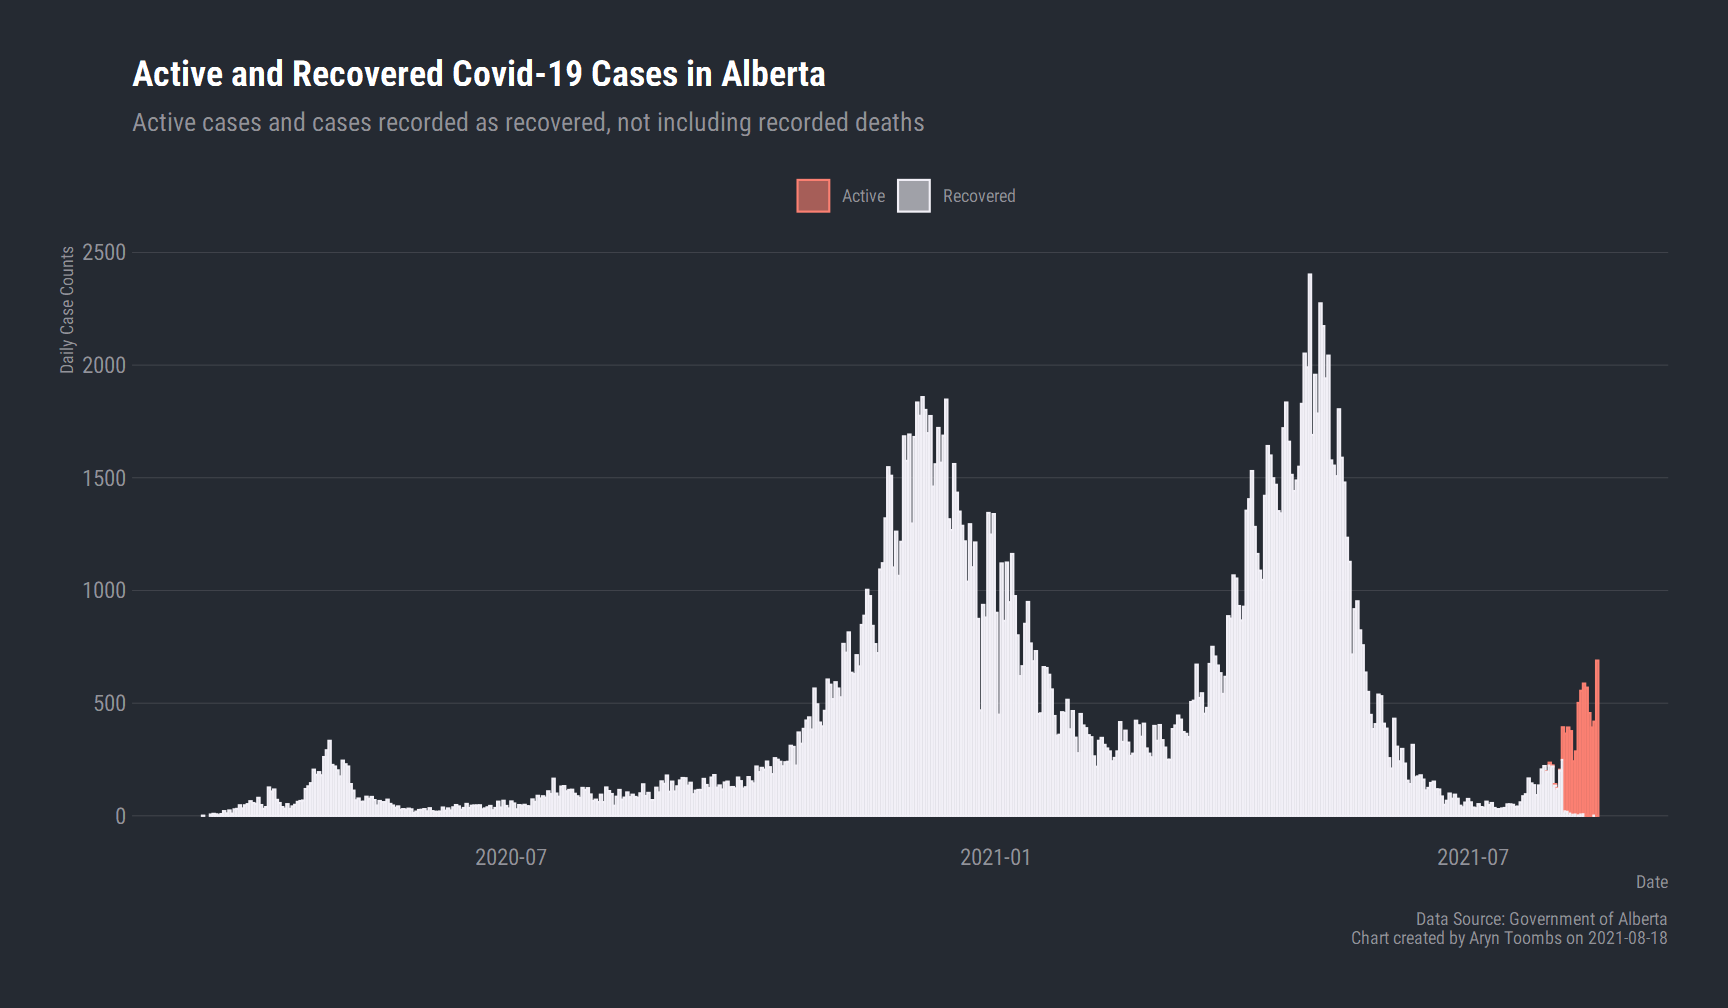 Active and Recovered Covid-19 Cases in Alberta
Active cases and cases recorded as recovered, not including recorded deaths
Active
Recovered
Daily Case Counts
2500
2000
1500
1000
500
0
2020-07
2021-01
2021-07
Date
Data Source: Government of Alberta
Chart created by Aryn Toombs on 2021-08-18